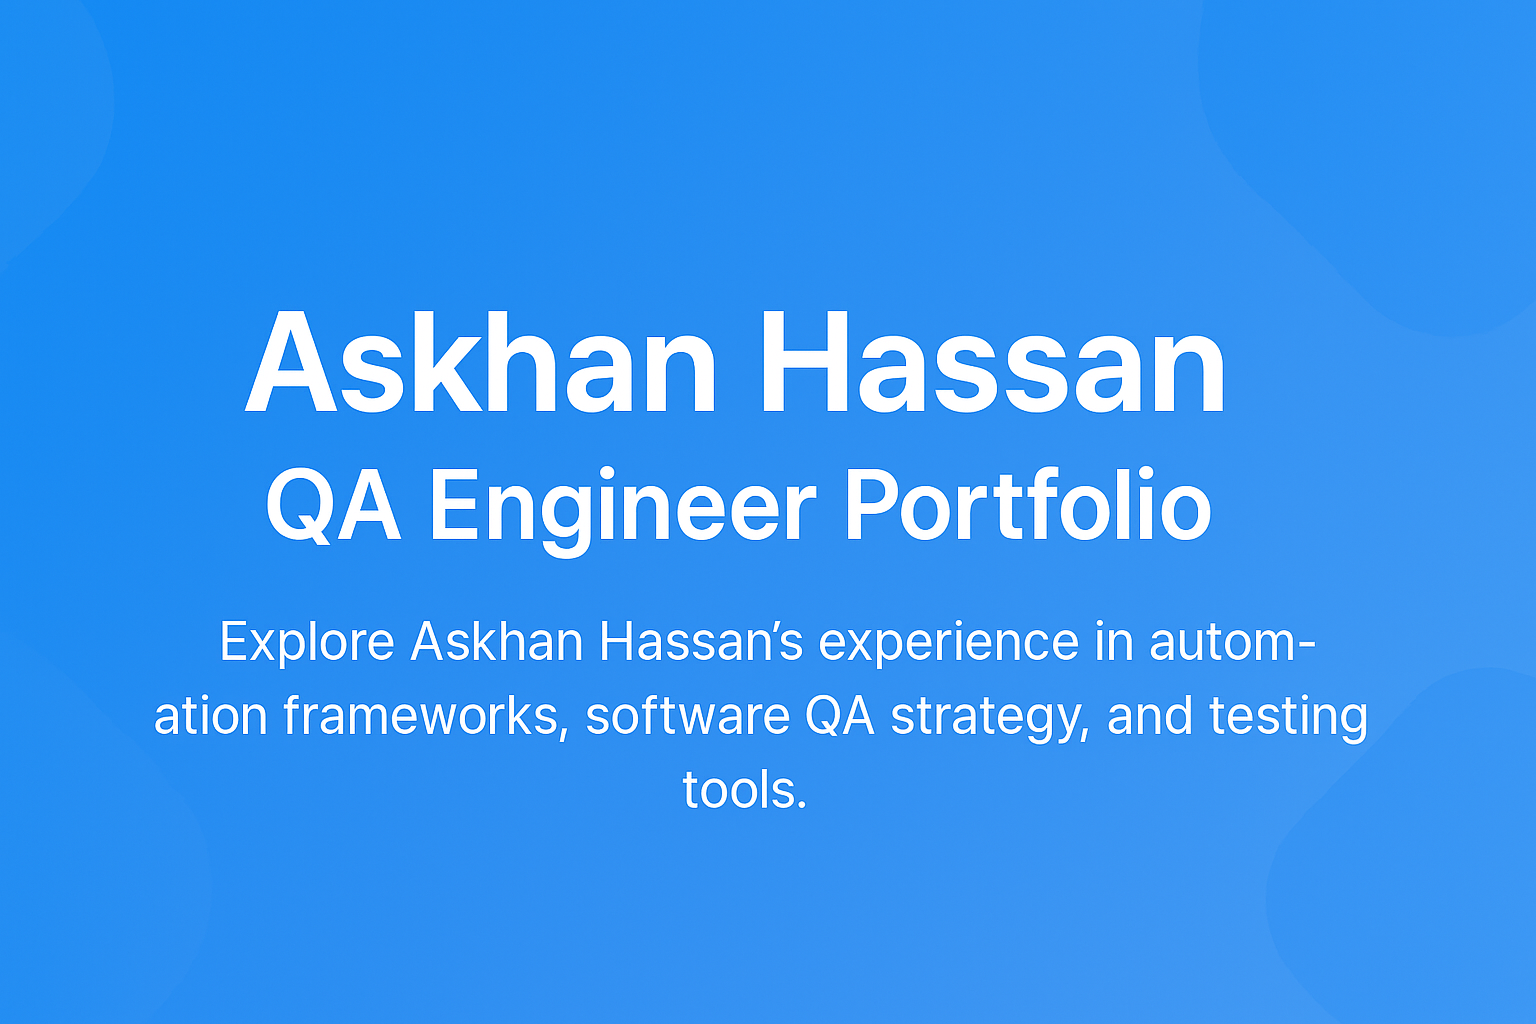 Askhan Hassan
QA Engineer Portfolio
Explore Askhan Hassan’s experience in autom-
ation frameworks, software QA strategy, and testing
tools.